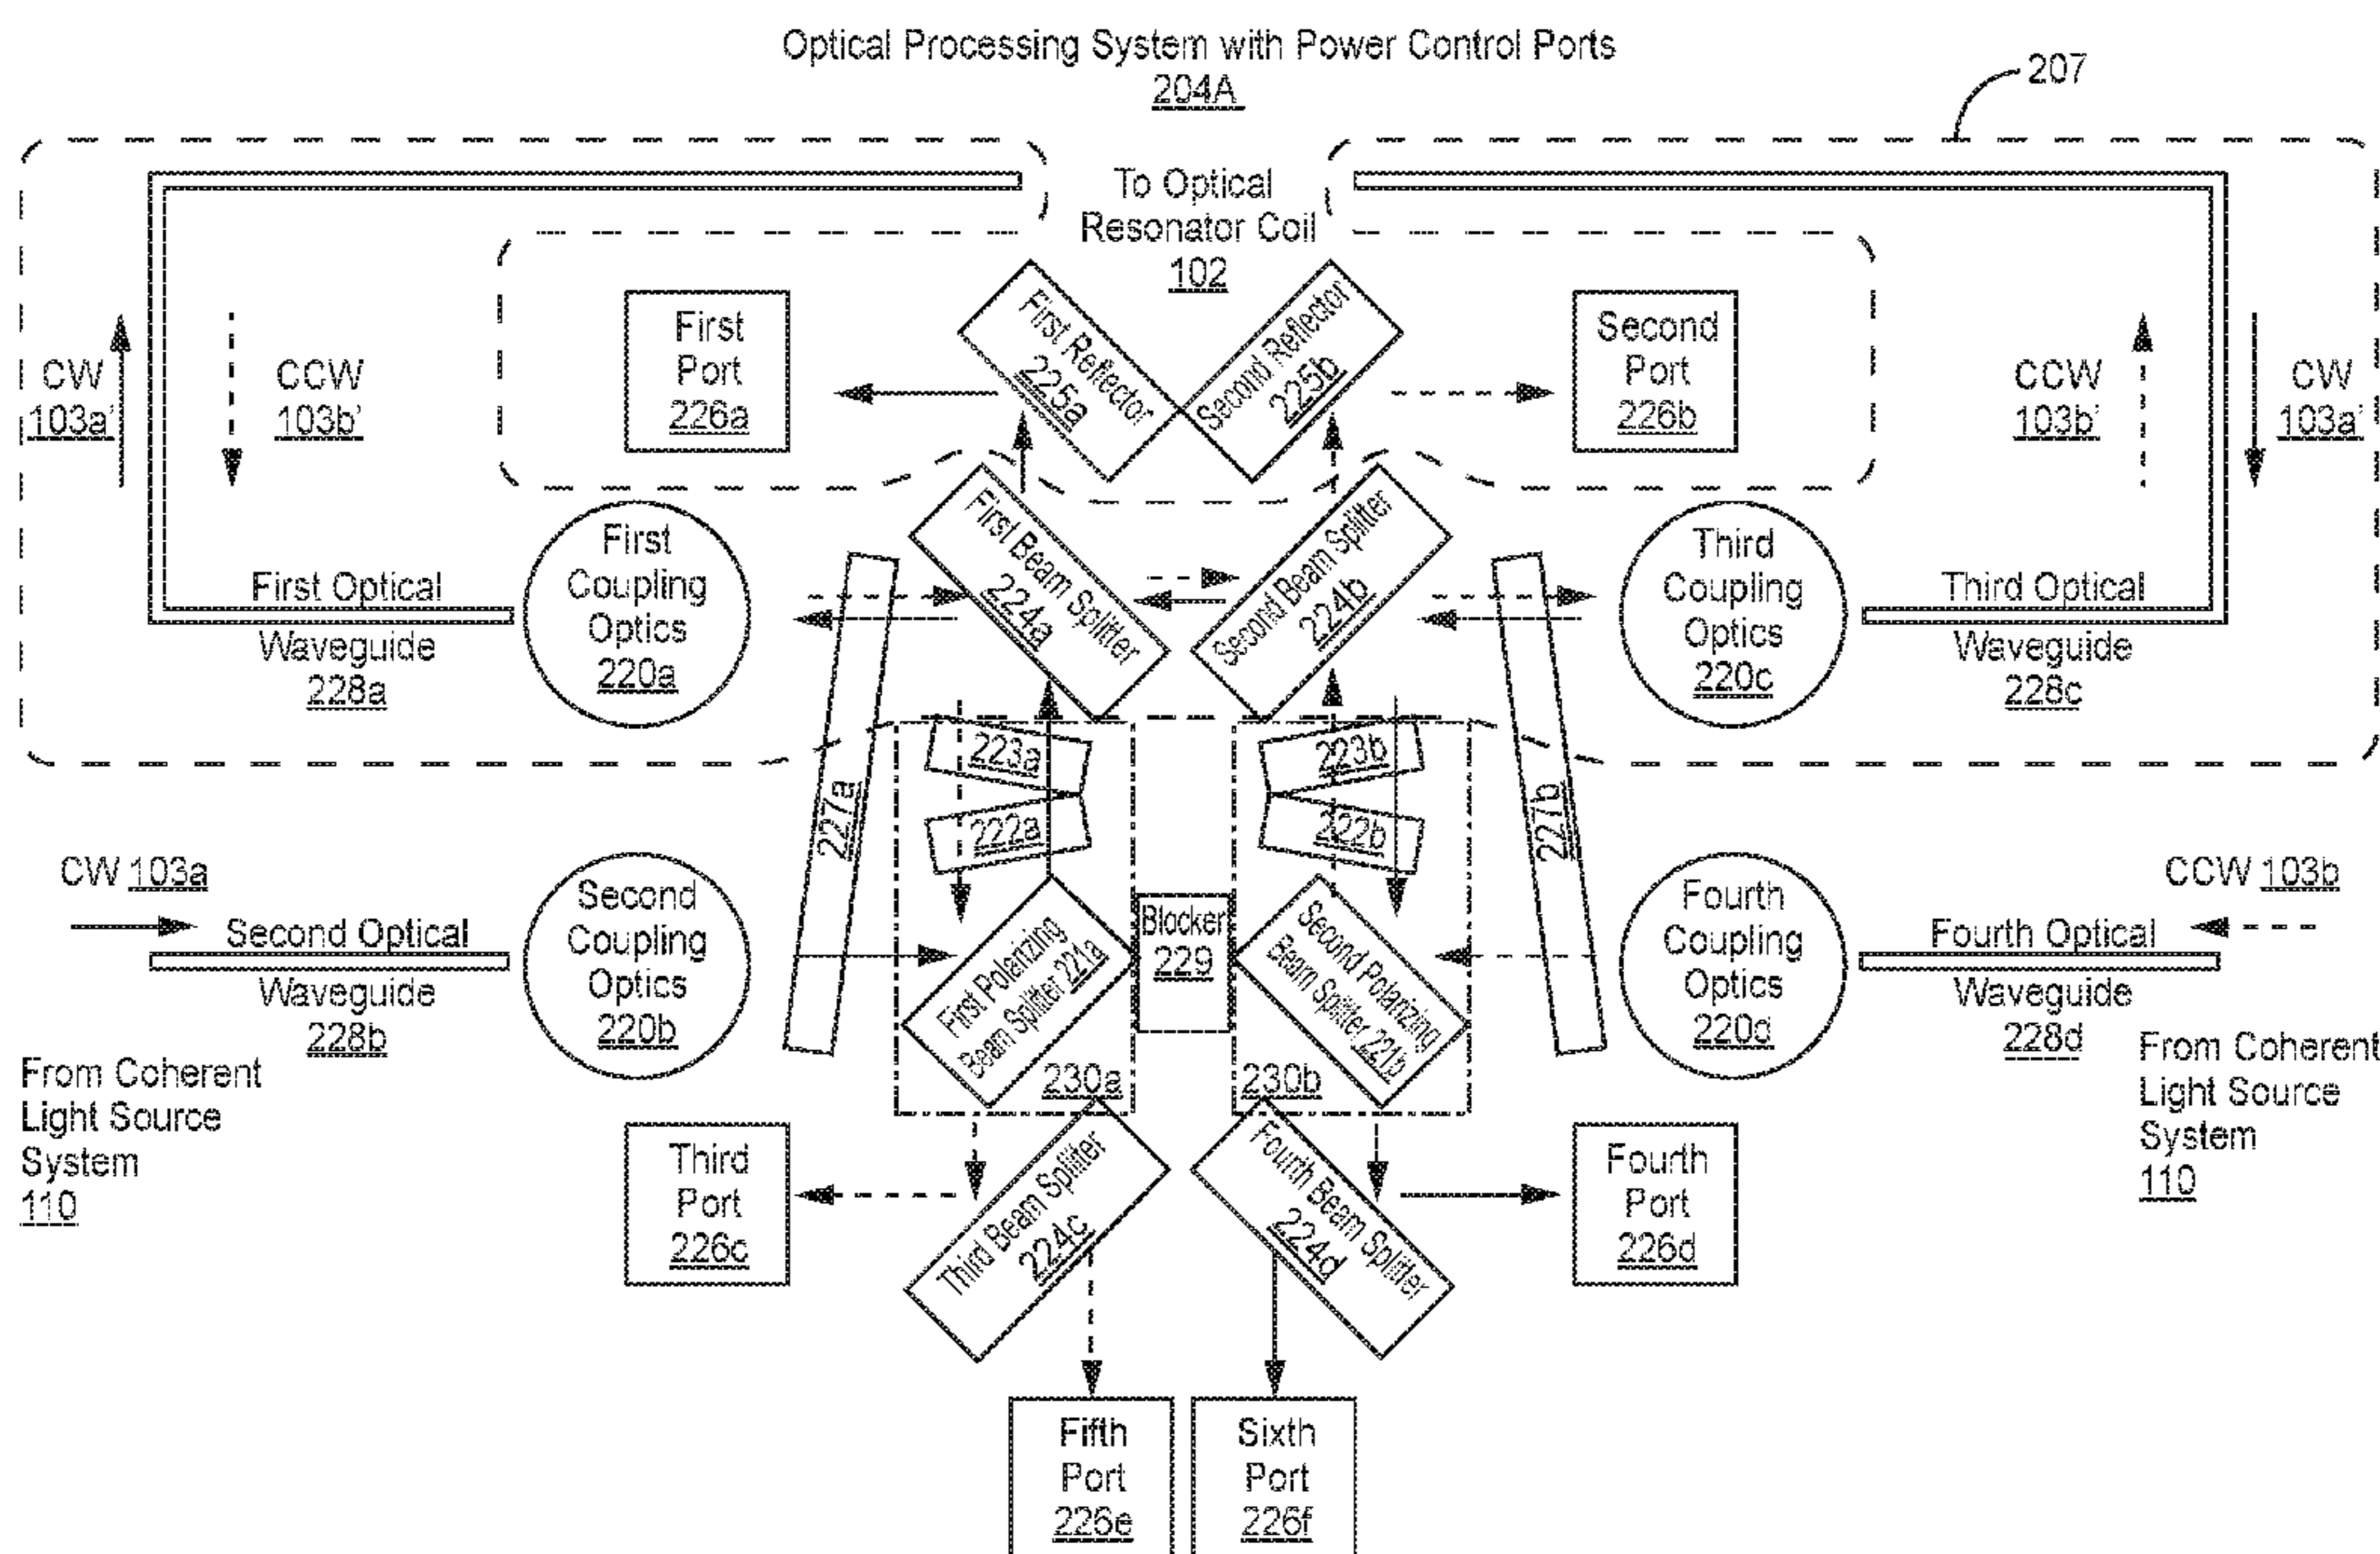 Optical Processing System with Power Control Ports
204A
207
To Optical
Resonator Coil
102
First
Port
226a
First Reflector
225a
Second Reflector
225b
Second
Port
226b
CW
103a'
CCW
103b'
CCW
103b'
CW
103a'
First Optical
Waveguide
228a
First
Coupling
Optics
220a
First Beam Splitter
224a
Second Beam Splitter
224b
Third
Coupling
Optics
220c
Third Optical
Waveguide
228c
223a
222a
223b
222b
227a
227b
CW 103a
Second Optical
Waveguide
228b
Second
Coupling
Optics
220b
First Polarizing
Beam Splitter 221a
Blocker
229
Second Polarizing
Beam Splitter 221b
Fourth
Coupling
Optics
220d
CCW 103b
Fourth Optical
Waveguide
228d
From Coherent
Light Source
System
110
230a
230b
From Coherent
Light Source
System
110
Third
Port
226c
Third Beam Splitter
224c
Fourth Beam Splitter
224d
Fourth
Port
226d
Fifth
Port
226e
Sixth
Port
226f